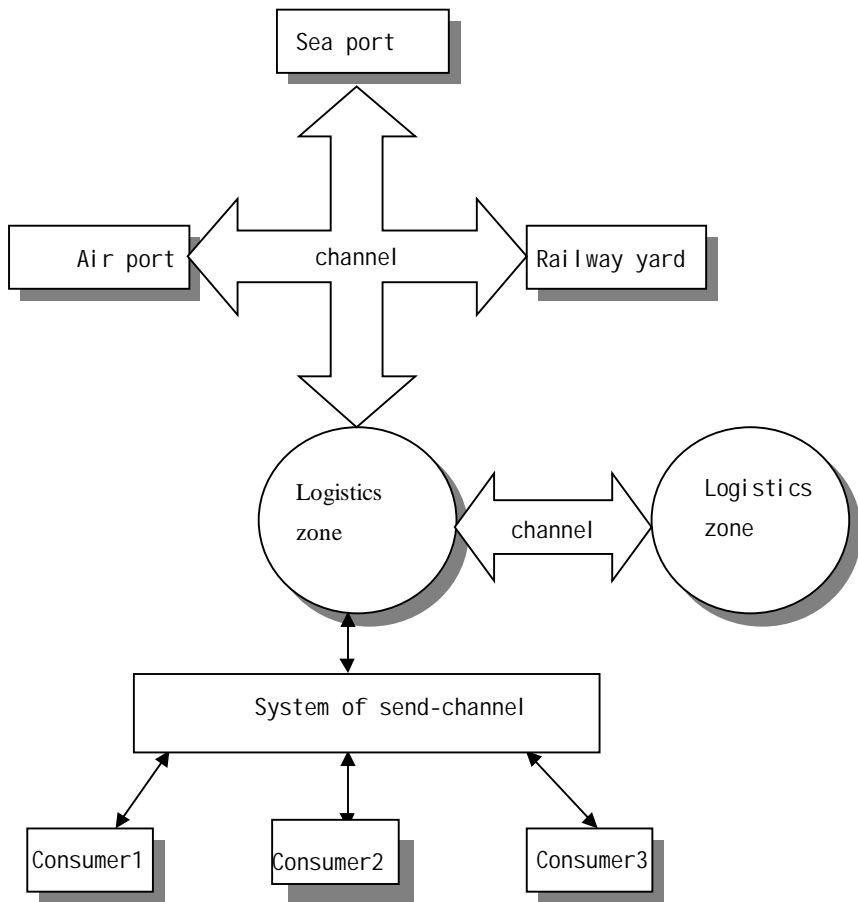 Sea port
Air port
channel
Railway yard
Logistics
zone
channel
Logistics
zone
System of send-channel
Consumer1
Consumer2
Consumer3